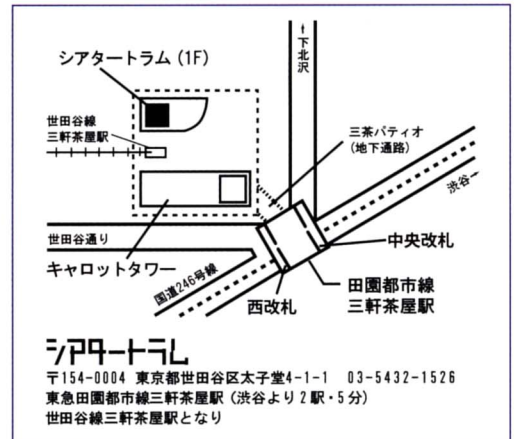 シアタートラム (1F)
↑下北沢
世田谷線
三軒茶屋駅
三茶パティオ
(地下通路)
渋谷→
世田谷通り
中央改札
キャロットタワー
国道246号線
田園都市線
三軒茶屋駅
西改札
シアタートラム
〒154-0004 東京都世田谷区太子堂4-1-1 03-5432-1526
東急田園都市線三軒茶屋駅 (渋谷より2駅・5分)
世田谷線三軒茶屋駅となり